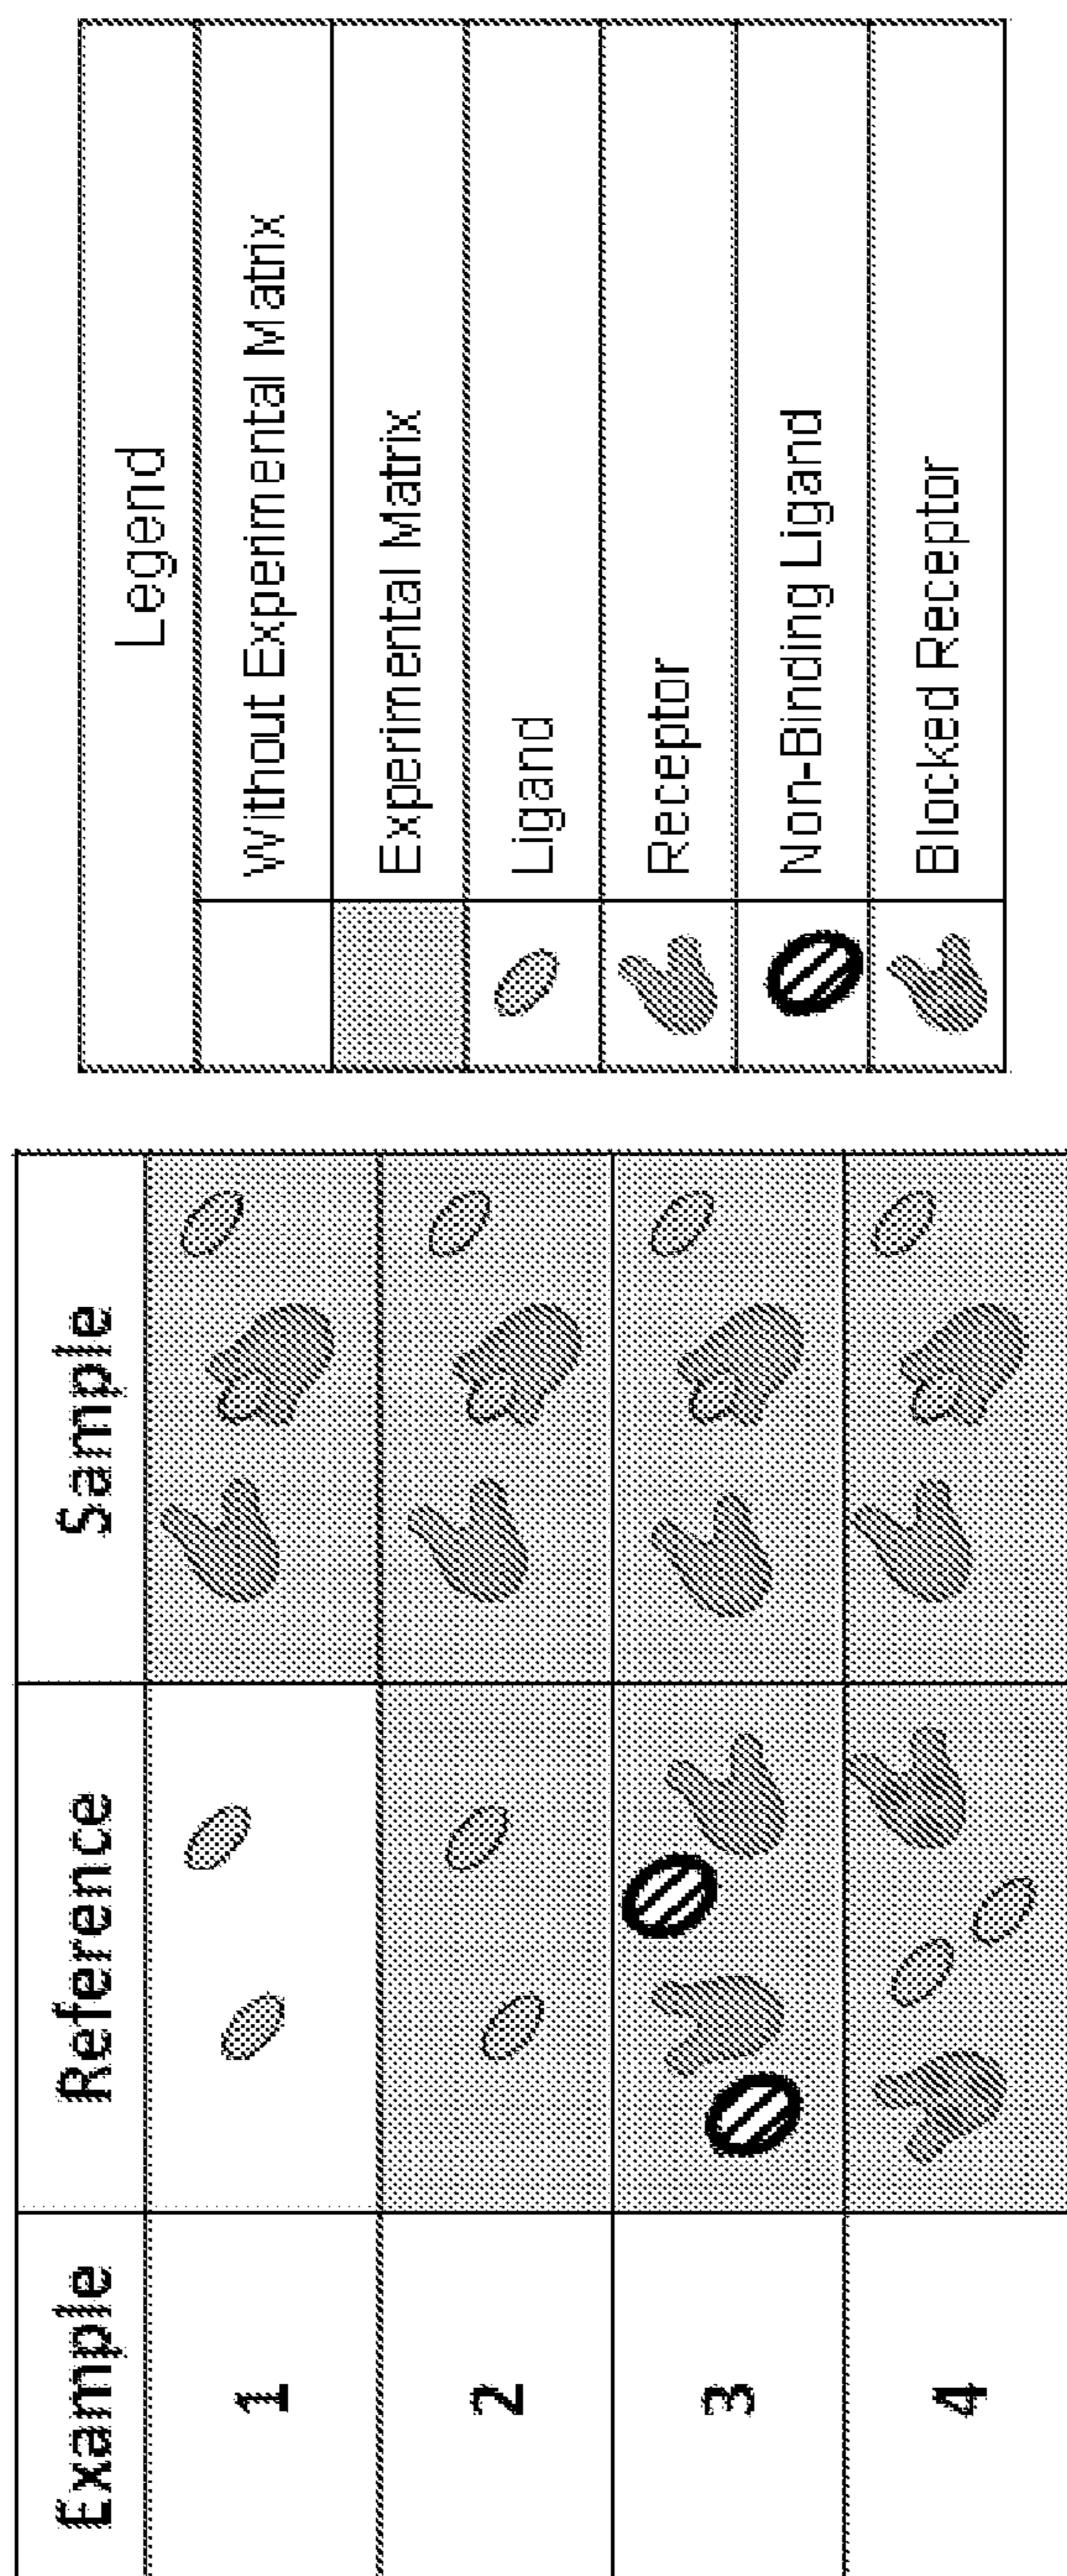 Example Reference Sample
1
2
3
4
Legend
Without Experimental Matrix
Experimental Matrix
Ligand
Receptor
Non-Binding Ligand
Blocked Receptor